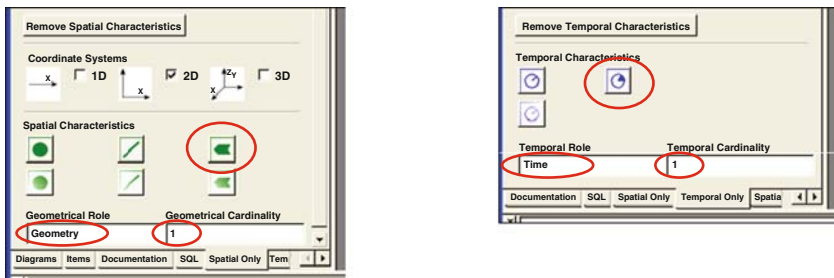 Remove Spatial Characteristics
Coordinate Systems
x 1D x 2D x Z Y 3D
Spatial Characteristics
Geometrical Role Geometrical Cardinality
Geometry 1
Diagrams Items Documentation SQL Spatial Only Tem
Remove Temporal Characteristics
Temporal Characteristics
Temporal Role Temporal Cardinality
Time 1
Documentation SQL Spatial Only Temporal Only Spatia